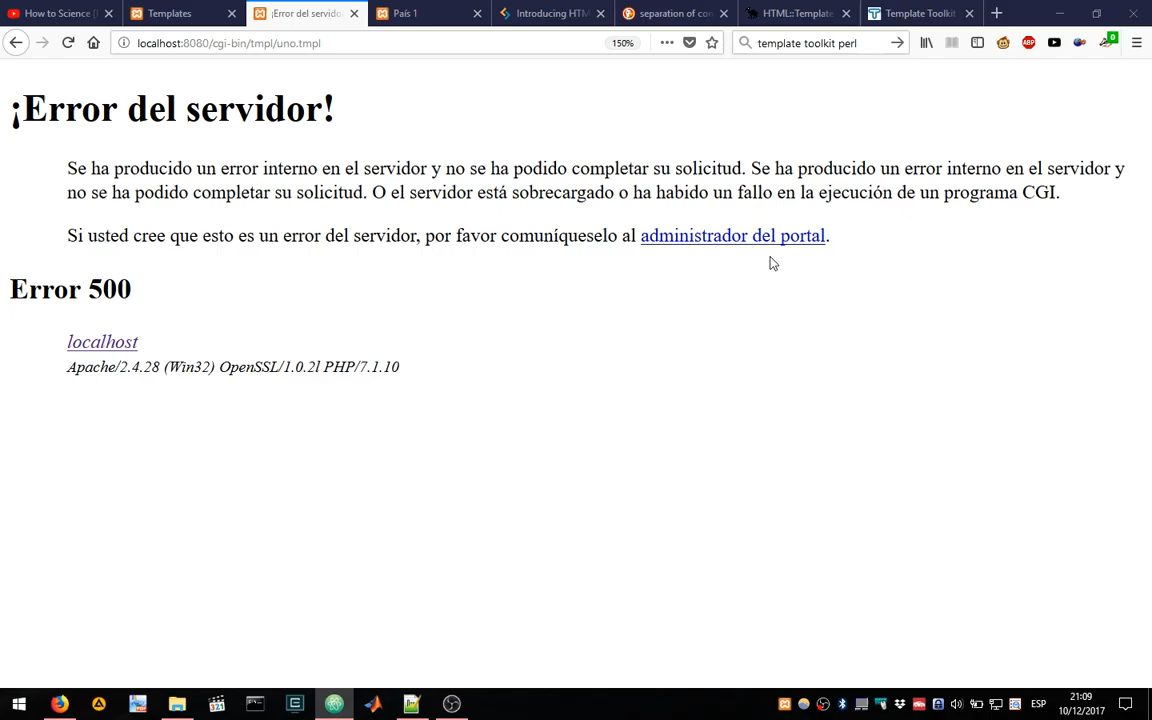 How to Science [
Templates
¡Error del servidor
País 1
Introducing HTM
separation of con
HTML::Template
Template Toolkit
localhost:8080/cgi-bin/tmpl/uno.tmpl
150%
template toolkit perl
ABP
0
¡Error del servidor!
Se ha producido un error interno en el servidor y no se ha podido completar su solicitud. Se ha producido un error interno en el servidor y
no se ha podido completar su solicitud. O el servidor está sobrecargado o ha habido un fallo en la ejecución de un programa CGI.
Si usted cree que esto es un error del servidor, por favor comuníqueselo al administrador del portal.
Error 500
localhost
Apache/2.4.28 (Win32) OpenSSL/1.0.2l PHP/7.1.10
ESP
21:09
10/12/2017